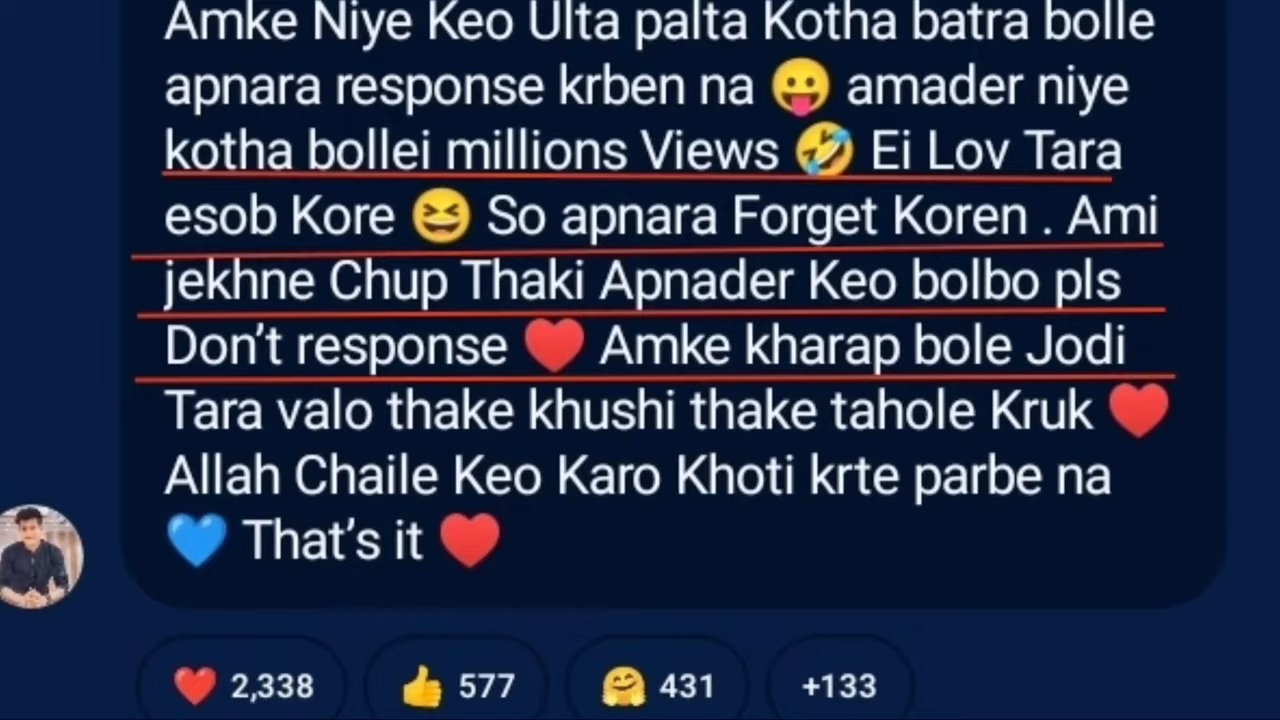 Amke Niye Keo Ulta palta Kotha batra bolle
apnara response krben na 😛 amader niye
kotha bollei millions Views 🤣 Ei Lov Tara
esob Kore 😆 So apnara Forget Koren . Ami
jekhne Chup Thaki Apnader Keo bolbo pls
Don't response ❤️ Amke kharap bole Jodi
Tara valo thake khushi thake tahole Kruk ❤️
Allah Chaile Keo Karo Khoti krte parbe na
💙 That's it ❤️
❤️ 2,338 👍 577 🤗 431 +133